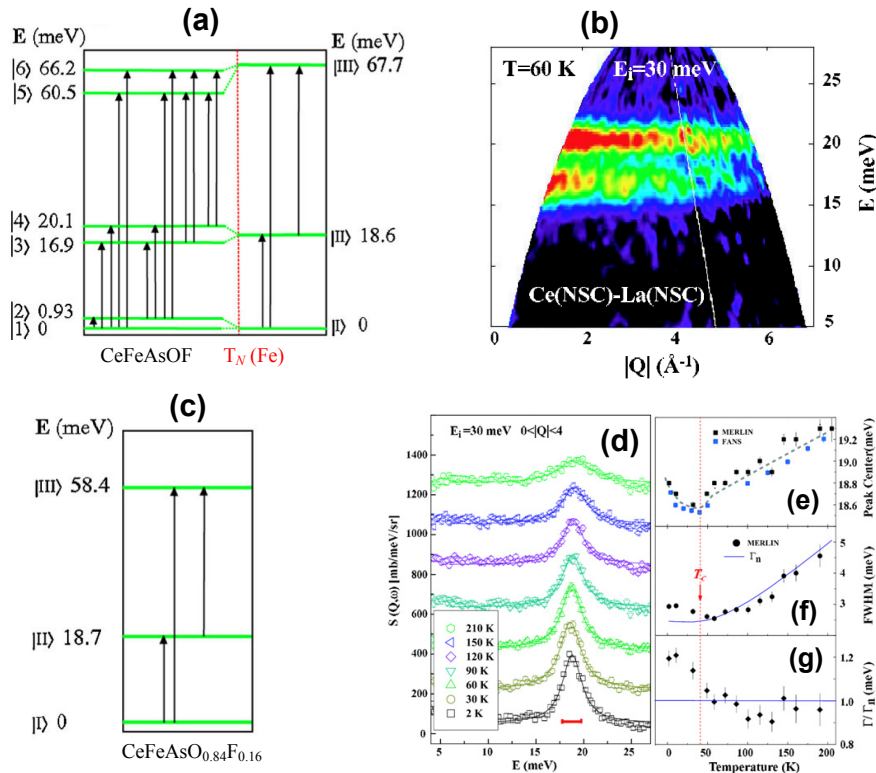 (a)
E (meV)
E (meV)
|6⟩ 66.2
|III⟩ 67.7
|5⟩ 60.5
|4⟩ 20.1
|3⟩ 16.9
|II⟩ 18.6
|2⟩ 0.93
|1⟩ 0
|I⟩ 0
CeFeAsOF
T_N (Fe)
(b)
T=60 K
E_i=30 meV
Ce(NSC)-La(NSC)
25
20
15
10
5
E (meV)
2 4 6
|Q| (Å⁻¹)
(c)
E (meV)
|III⟩ 58.4
|II⟩ 18.7
|I⟩ 0
CeFeAsO₀.₈₄F₀.₁₆
(d)
E_i=30 meV 0<|Q|<4
S (Q,ω) [mb/meV/sr]
1400
1200
1000
800
600
400
200
0
210 K
150 K
120 K
90 K
60 K
30 K
2 K
5 10 15 20 25
E (meV)
(e)
MERLIN
FANS
19.2
19.0
18.8
18.6
Peak Center(meV)
(f)
MERLIN
Γ_n
T_c
5
4
3
FWHM (meV)
(g)
1.2
1.0
0.8
Γ/Γ_n (meV)
0 50 100 150 200
Temperature (K)